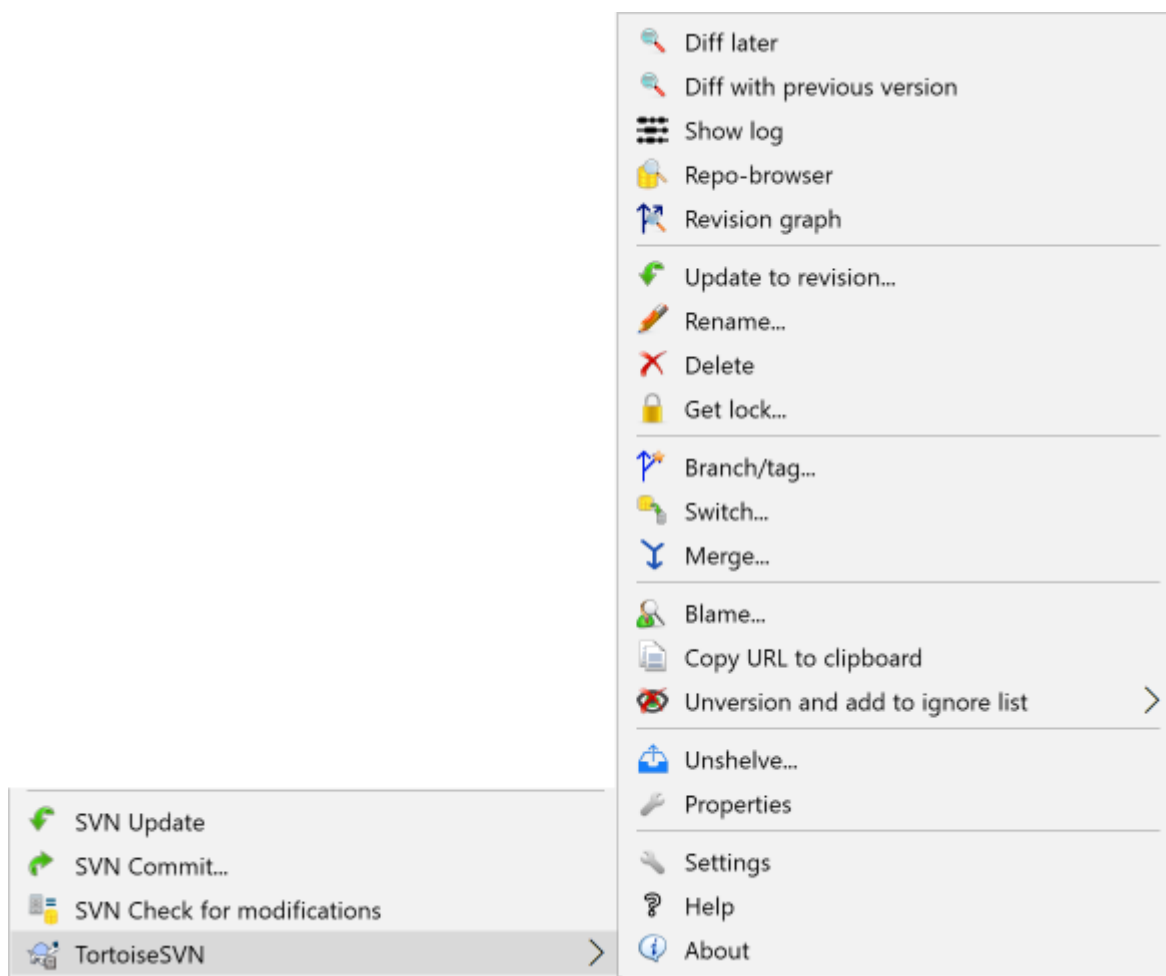 Diff later
Diff with previous version
Show log
Repo-browser
Revision graph
Update to revision...
Rename...
Delete
Get lock...
Branch/tag...
Switch...
Merge...
Blame...
Copy URL to clipboard
Unversion and add to ignore list
Unshelve...
Properties
Settings
Help
About
SVN Update
SVN Commit...
SVN Check for modifications
TortoiseSVN